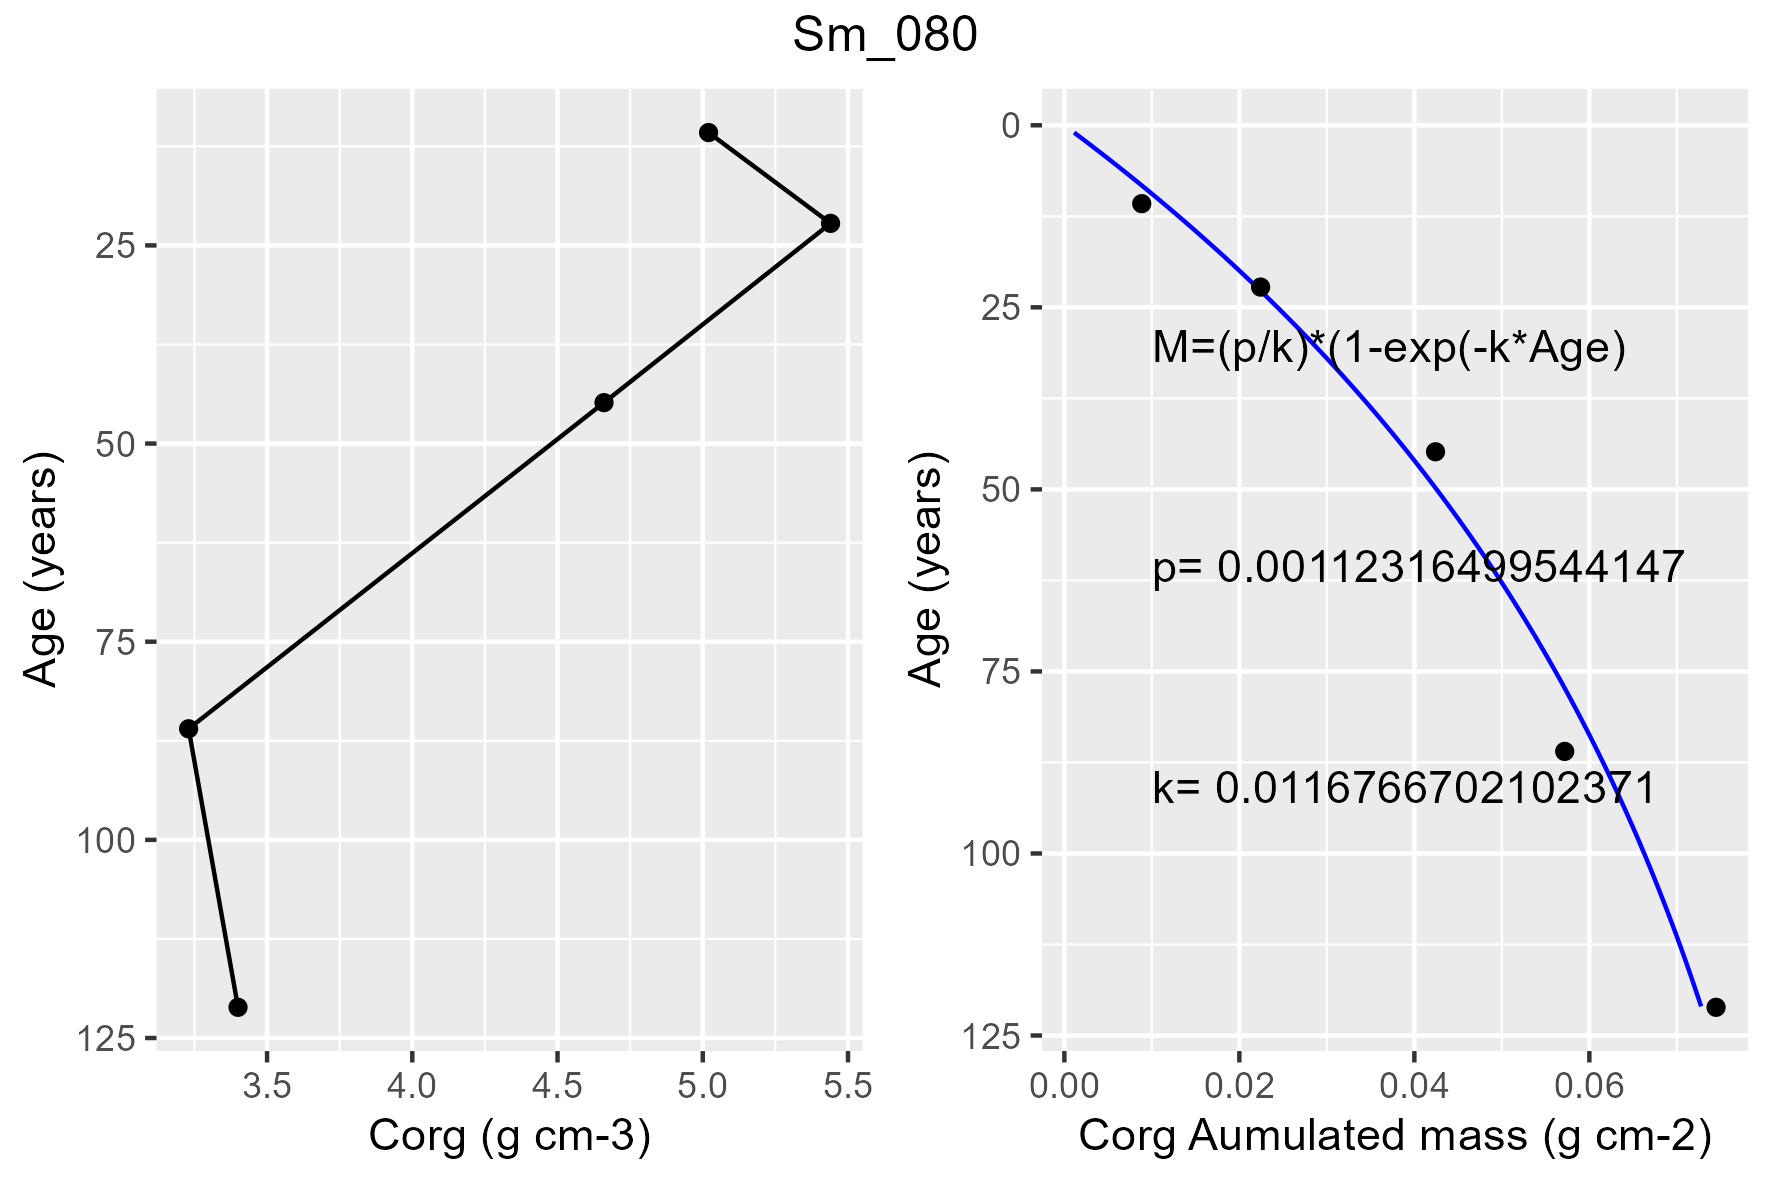 Sm_080
25
50
75
100
125
3.5 4.0 4.5 5.0 5.5
Corg (g cm-3)
Age (years)
0
25
50
75
100
125
0.00 0.02 0.04 0.06
Corg Aumulated mass (g cm-2)
Age (years)
M=(p/k)*(1-exp(-k*Age)
p= 0.00112316499544147
k= 0.0116766702102371